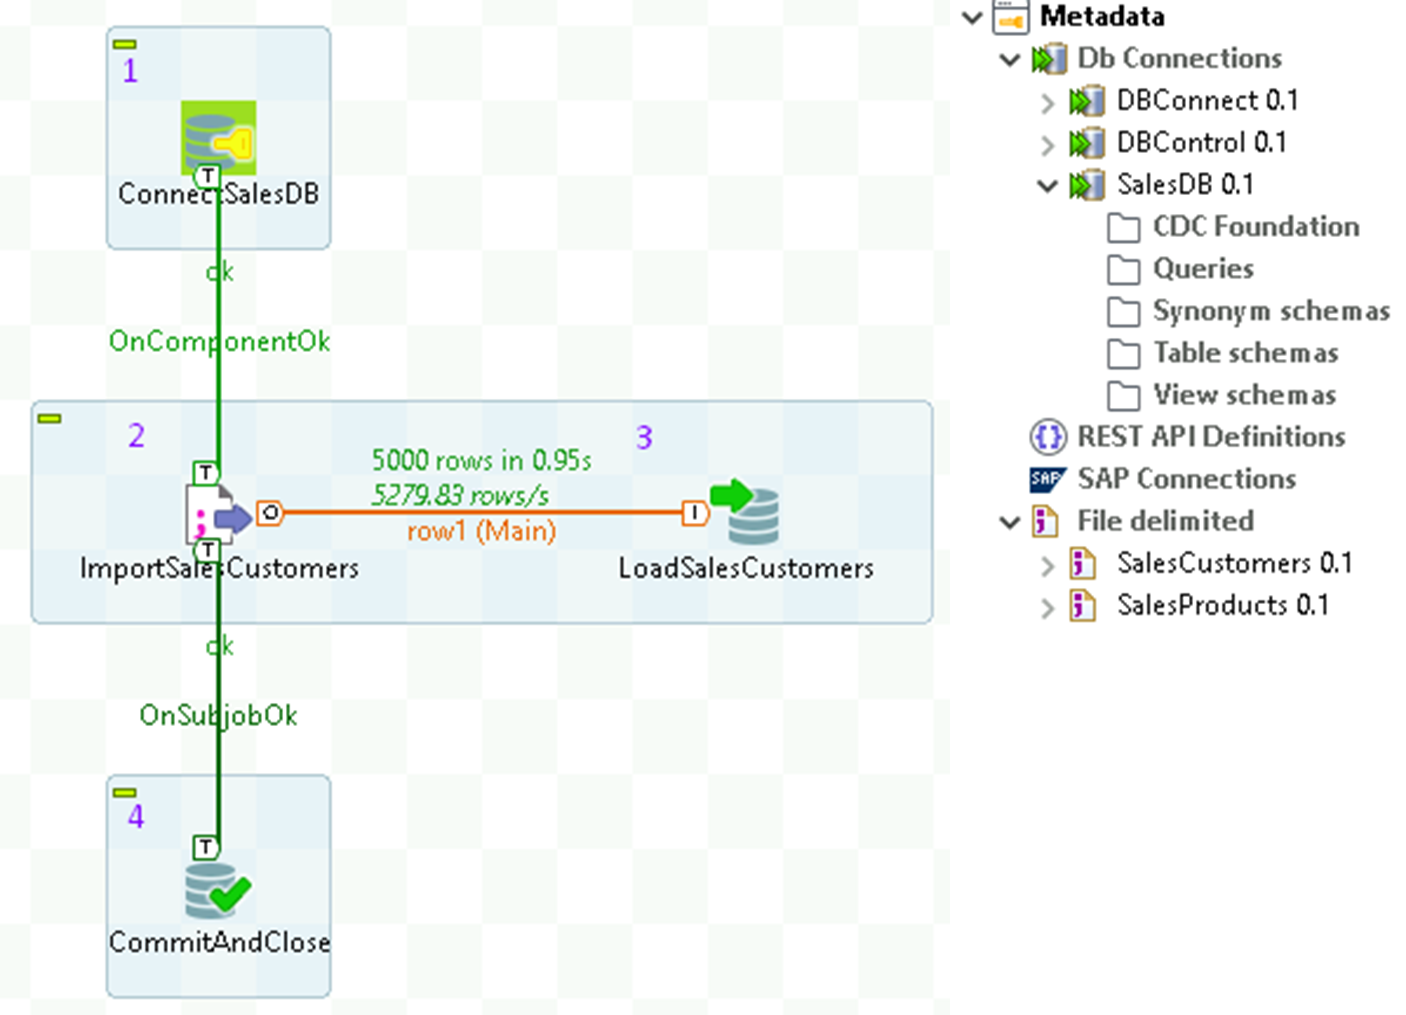 1
T
ConnectSalesDB
ok
OnComponentOk
2
3
5000 rows in 0.95s
5279.83 rows/s
T
O
I
row1 (Main)
T
ImportSalesCustomers
LoadSalesCustomers
ok
OnSubjobOk
4
T
CommitAndClose
Metadata
Db Connections
DBConnect 0.1
DBControl 0.1
SalesDB 0.1
CDC Foundation
Queries
Synonym schemas
Table schemas
View schemas
REST API Definitions
SAP SAP Connections
File delimited
SalesCustomers 0.1
SalesProducts 0.1